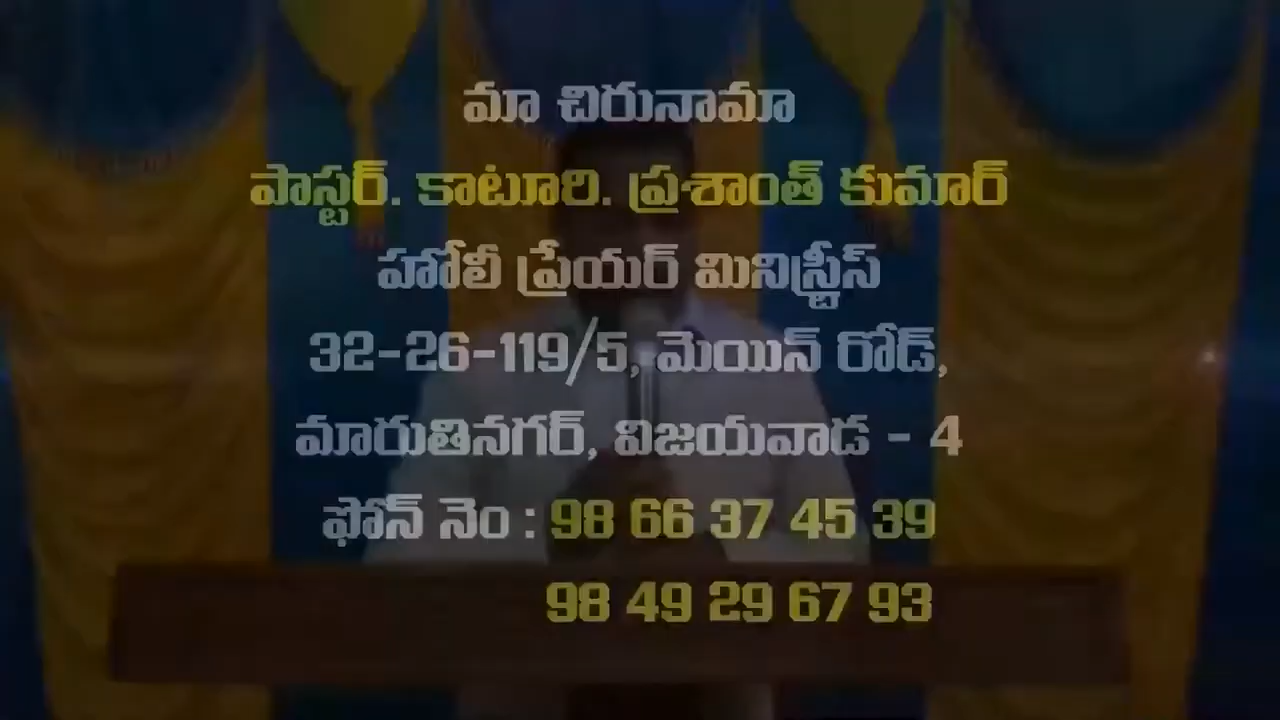 మా చిరునామా
పాస్టర్. కాటూరి. ప్రశాంత్ కుమార్
హోలీ ప్రేయర్ మినిస్ట్రీస్
32-26-119/5, మెయిన్ రోడ్,
మారుతినగర్, విజయవాడ - 4
ఫోన్ నెం : 98 66 37 45 39
98 49 29 67 93